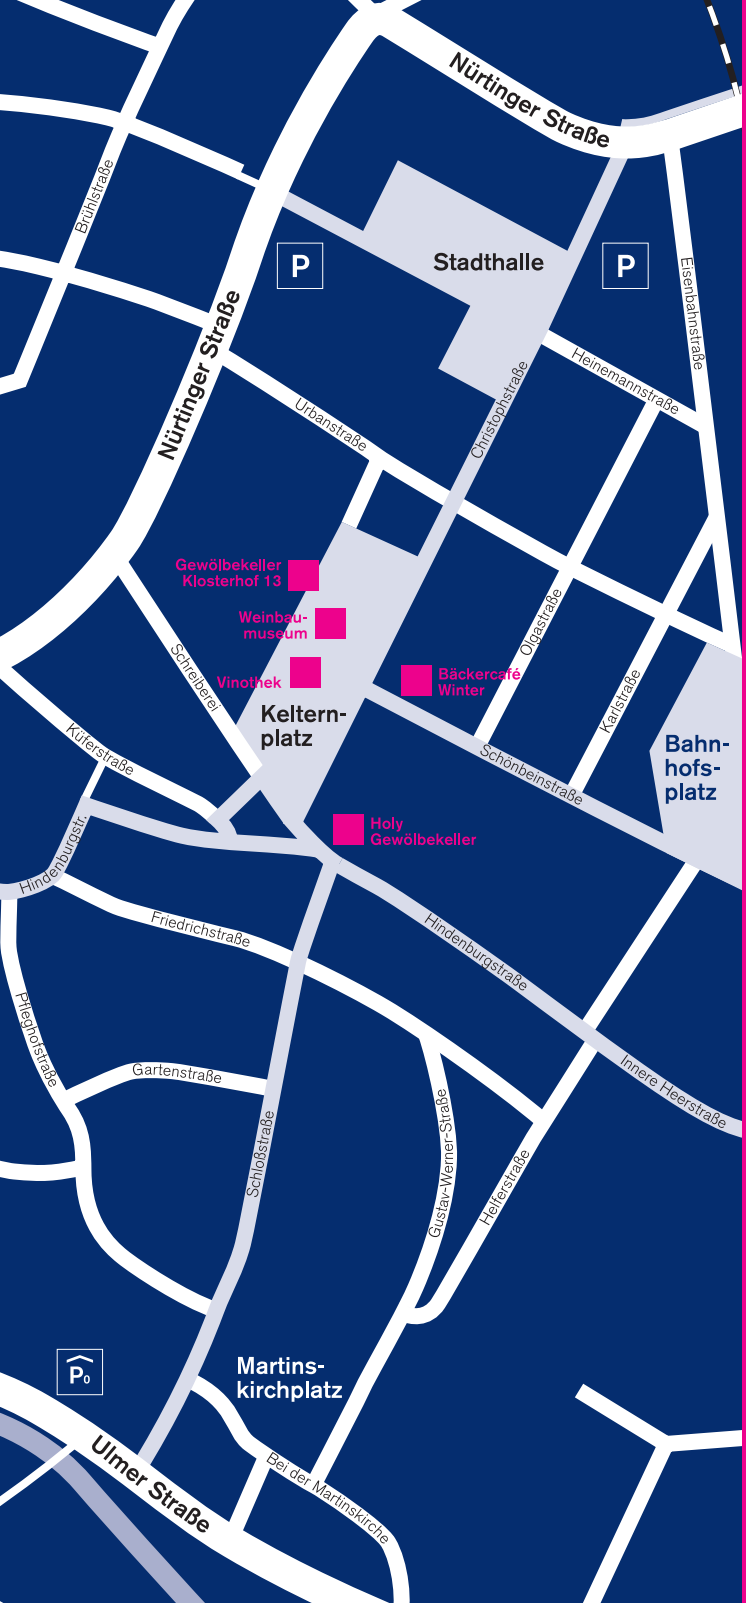 Nürtinger Straße
Brühlstraße
Stadthalle
P
P
Eisenbahnstraße
Nürtinger Straße
Heinemannstraße
Christophstraße
Urbanstraße
Gewölbekeller
Klosterhof 13
Weinbau-
museum
Vinothek
Bäckercafé
Winter
Olgastraße
Karlstraße
Schreiberei
Keltern-
platz
Küferstraße
Bahn-
hofs-
platz
Schönbeinstraße
Holy
Gewölbekeller
Hindenburgstr.
Friedrichstraße
Hindenburgstraße
Pfleghofstraße
Gartenstraße
Innere Heerstraße
Schloßstraße
Gustav-Werner-Straße
Helferstraße
P0
Martins-
kirchplatz
Ulmer Straße
Bei der Martinskirche